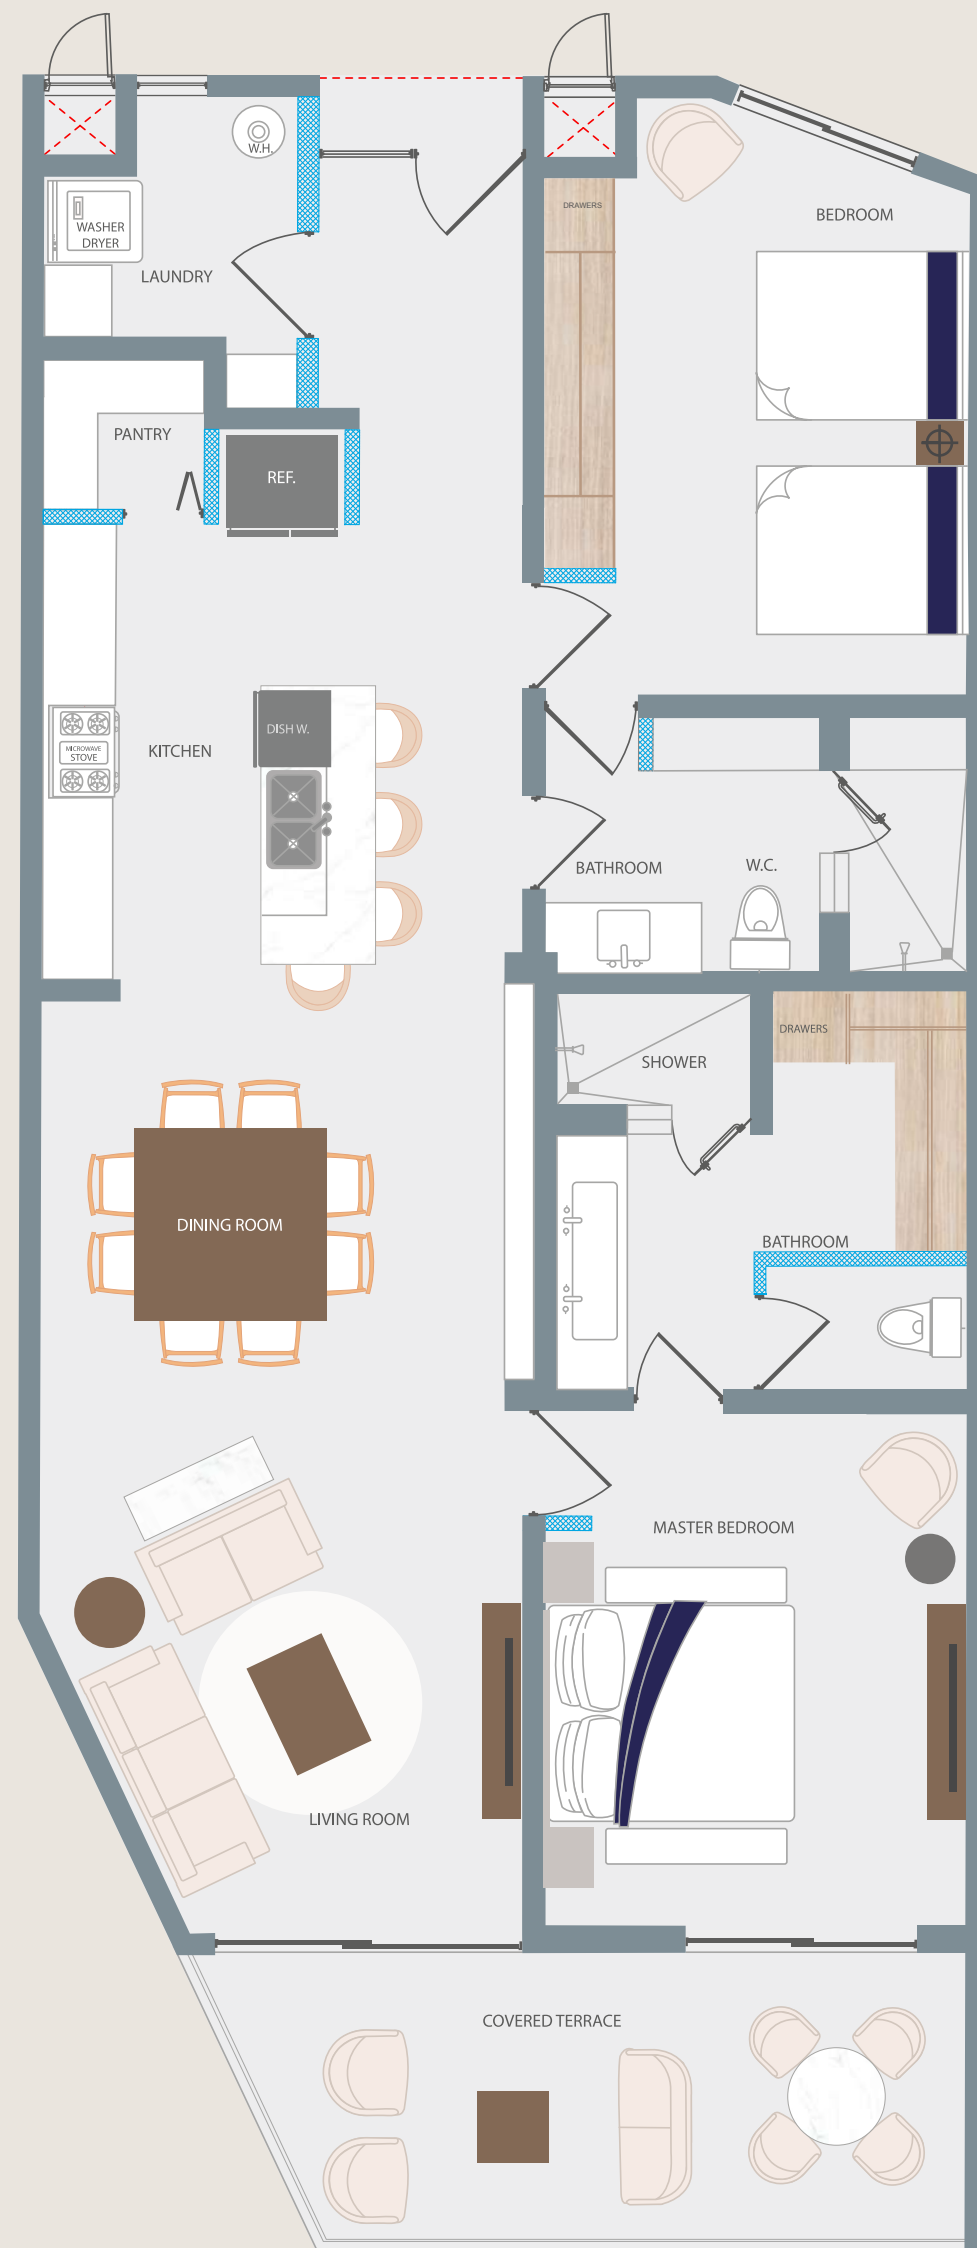 W.H.
WASHER
DRYER
LAUNDRY
DRAWERS
BEDROOM
PANTRY
REF.
DISH W.
MICROWAVE
STOVE
KITCHEN
BATHROOM
W.C.
SHOWER
DRAWERS
DINING ROOM
BATHROOM
MASTER BEDROOM
LIVING ROOM
COVERED TERRACE